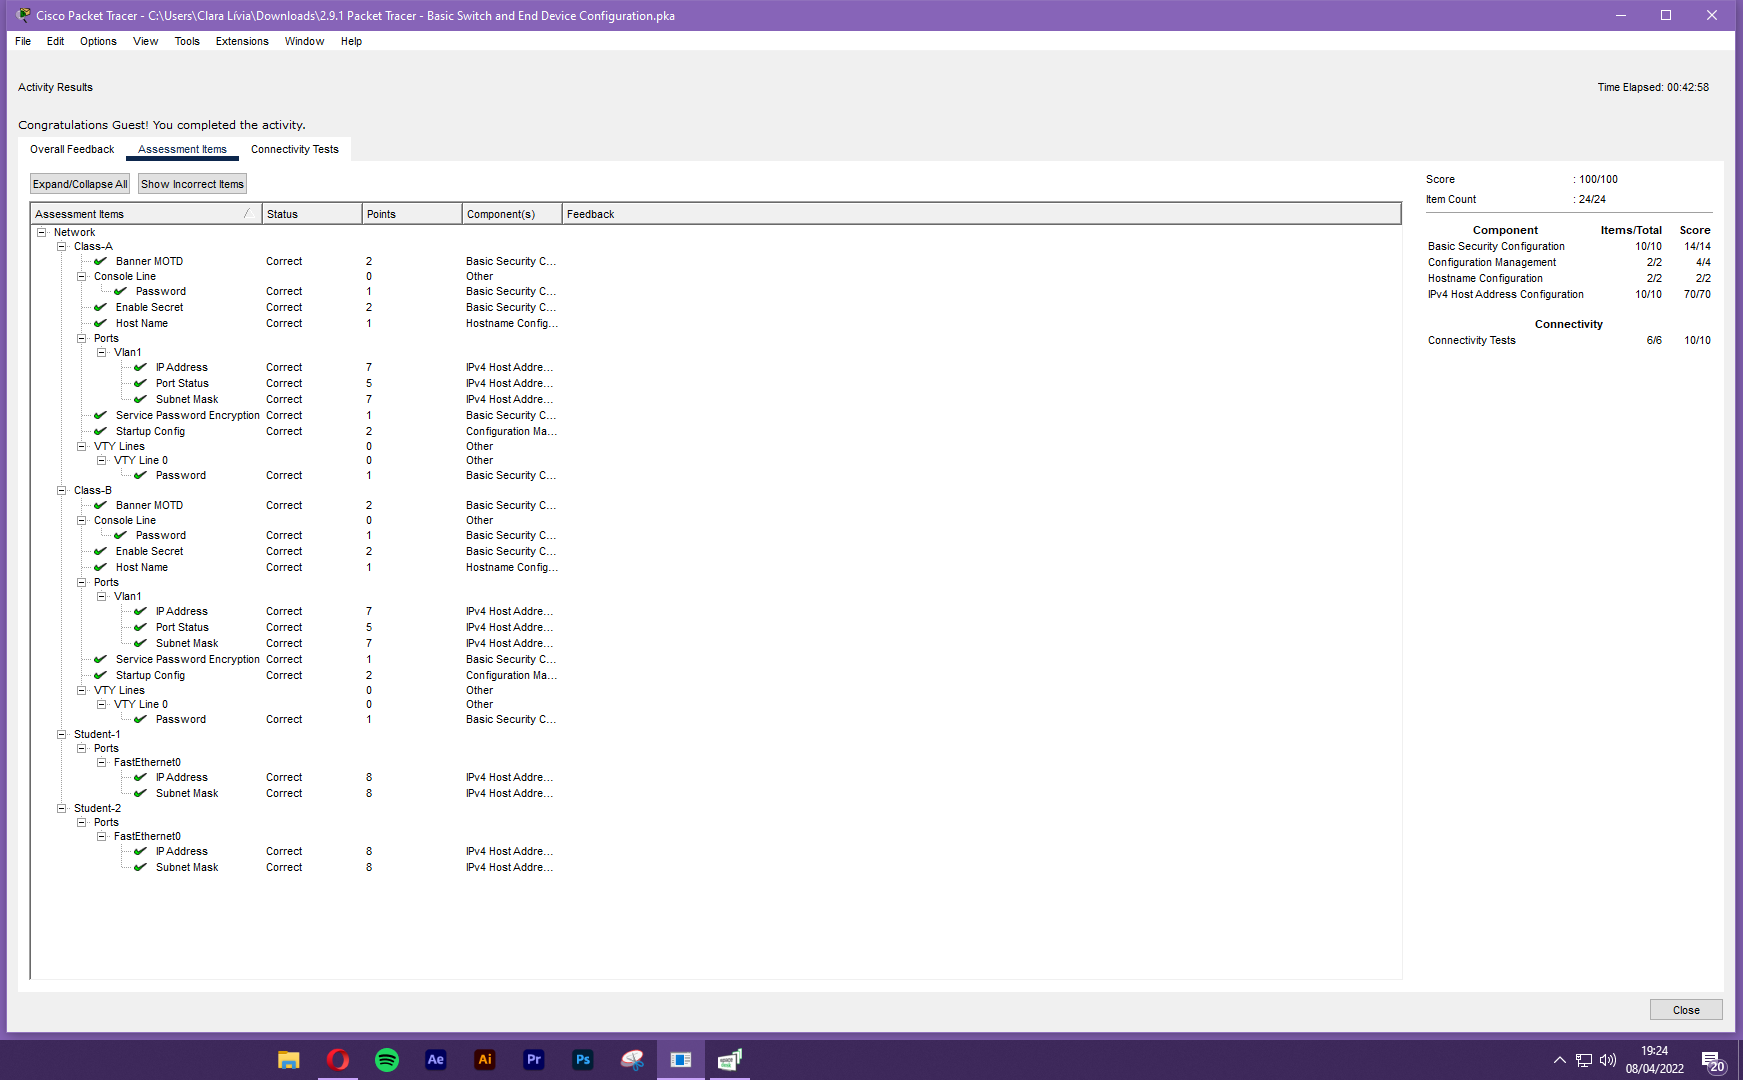 Cisco Packet Tracer - C:\Users\Clara Lívia\Downloads\2.9.1 Packet Tracer - Basic Switch and End Device Configuration.pka
File Edit Options View Tools Extensions Window Help
Activity Results
Time Elapsed: 00:42:58
Congratulations Guest! You completed the activity.
Overall Feedback Assessment Items Connectivity Tests
Expand/Collapse All Show Incorrect Items
Assessment Items Status Points Component(s) Feedback
Network
Class-A
Banner MOTD Correct 2 Basic Security C...
Console Line 0 Other
Password Correct 1 Basic Security C...
Enable Secret Correct 2 Basic Security C...
Host Name Correct 1 Hostname Config...
Ports
Vlan1
IP Address Correct 7 IPv4 Host Addre...
Port Status Correct 5 IPv4 Host Addre...
Subnet Mask Correct 7 IPv4 Host Addre...
Service Password Encryption Correct 1 Basic Security C...
Startup Config Correct 2 Configuration Ma...
VTY Lines 0 Other
VTY Line 0 0 Other
Password Correct 1 Basic Security C...
Class-B
Banner MOTD Correct 2 Basic Security C...
Console Line 0 Other
Password Correct 1 Basic Security C...
Enable Secret Correct 2 Basic Security C...
Host Name Correct 1 Hostname Config...
Ports
Vlan1
IP Address Correct 7 IPv4 Host Addre...
Port Status Correct 5 IPv4 Host Addre...
Subnet Mask Correct 7 IPv4 Host Addre...
Service Password Encryption Correct 1 Basic Security C...
Startup Config Correct 2 Configuration Ma...
VTY Lines 0 Other
VTY Line 0 0 Other
Password Correct 1 Basic Security C...
Student-1
Ports
FastEthernet0
IP Address Correct 8 IPv4 Host Addre...
Subnet Mask Correct 8 IPv4 Host Addre...
Student-2
Ports
FastEthernet0
IP Address Correct 8 IPv4 Host Addre...
Subnet Mask Correct 8 IPv4 Host Addre...
Score : 100/100
Item Count : 24/24
Component Items/Total Score
Basic Security Configuration 10/10 14/14
Configuration Management 2/2 4/4
Hostname Configuration 2/2 2/2
IPv4 Host Address Configuration 10/10 70/70
Connectivity
Connectivity Tests 6/6 10/10
Close
Ae Ai Pr Ps
19:24
08/04/2022
20